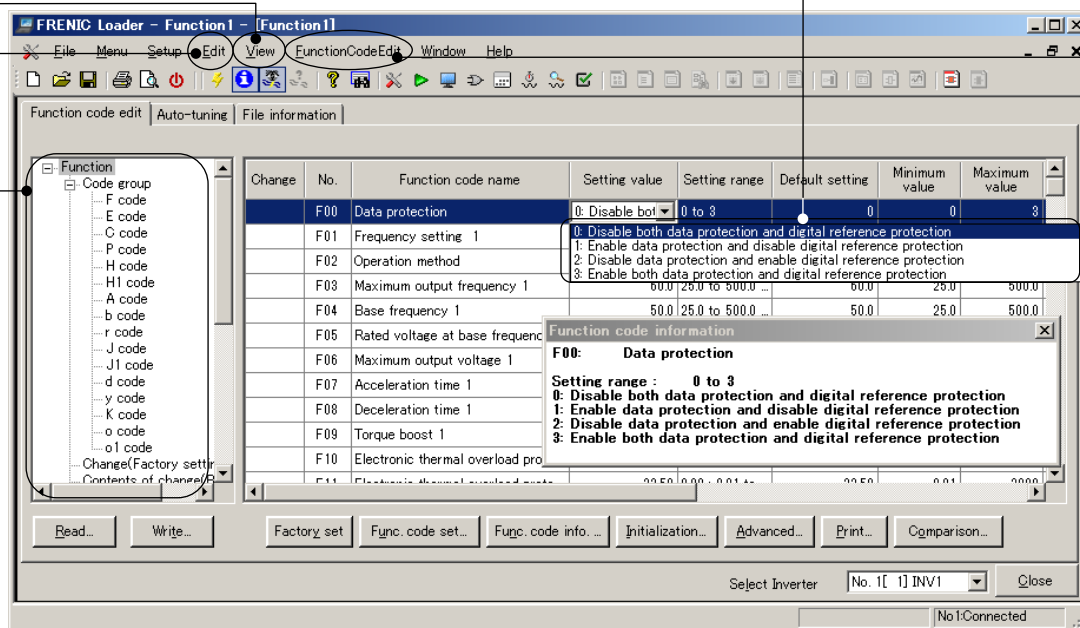 FRENIC Loader - Function1 - [Function1]
File Menu Setup Edit View FunctionCodeEdit Window Help
Function code edit Auto-tuning File information
Function
Code group
F code
E code
C code
P code
H code
H1 code
A code
b code
r code
J code
J1 code
d code
y code
K code
o code
o1 code
Change(Factory settin
Contents of change(R
Change No. Function code name Setting value Setting range Default setting Minimum value Maximum value
F00 Data protection 0: Disable bot 0 to 3 0 0 3
0: Disable both data protection and digital reference protection
1: Enable data protection and disable digital reference protection
2: Disable data protection and enable digital reference protection
3: Enable both data protection and digital reference protection
F01 Frequency setting 1
F02 Operation method
F03 Maximum output frequency 1 60.0 25.0 to 500.0 ... 60.0 25.0 500.0
F04 Base frequency 1 50.0 25.0 to 500.0 ... 50.0 25.0 500.0
F05 Rated voltage at base frequenc
F06 Maximum output voltage 1
F07 Acceleration time 1
F08 Deceleration time 1
F09 Torque boost 1
F10 Electronic thermal overload pro
F11 Electronic thermal overload prote
Function code information
F00: Data protection
Setting range : 0 to 3
0: Disable both data protection and digital reference protection
1: Enable data protection and disable digital reference protection
2: Disable data protection and enable digital reference protection
3: Enable both data protection and digital reference protection
Read... Write... Factory set Func. code set... Func. code info. ... Initialization... Advanced... Print... Comparison...
Select Inverter No. 1[ 1] INV1 Close
No1:Connected